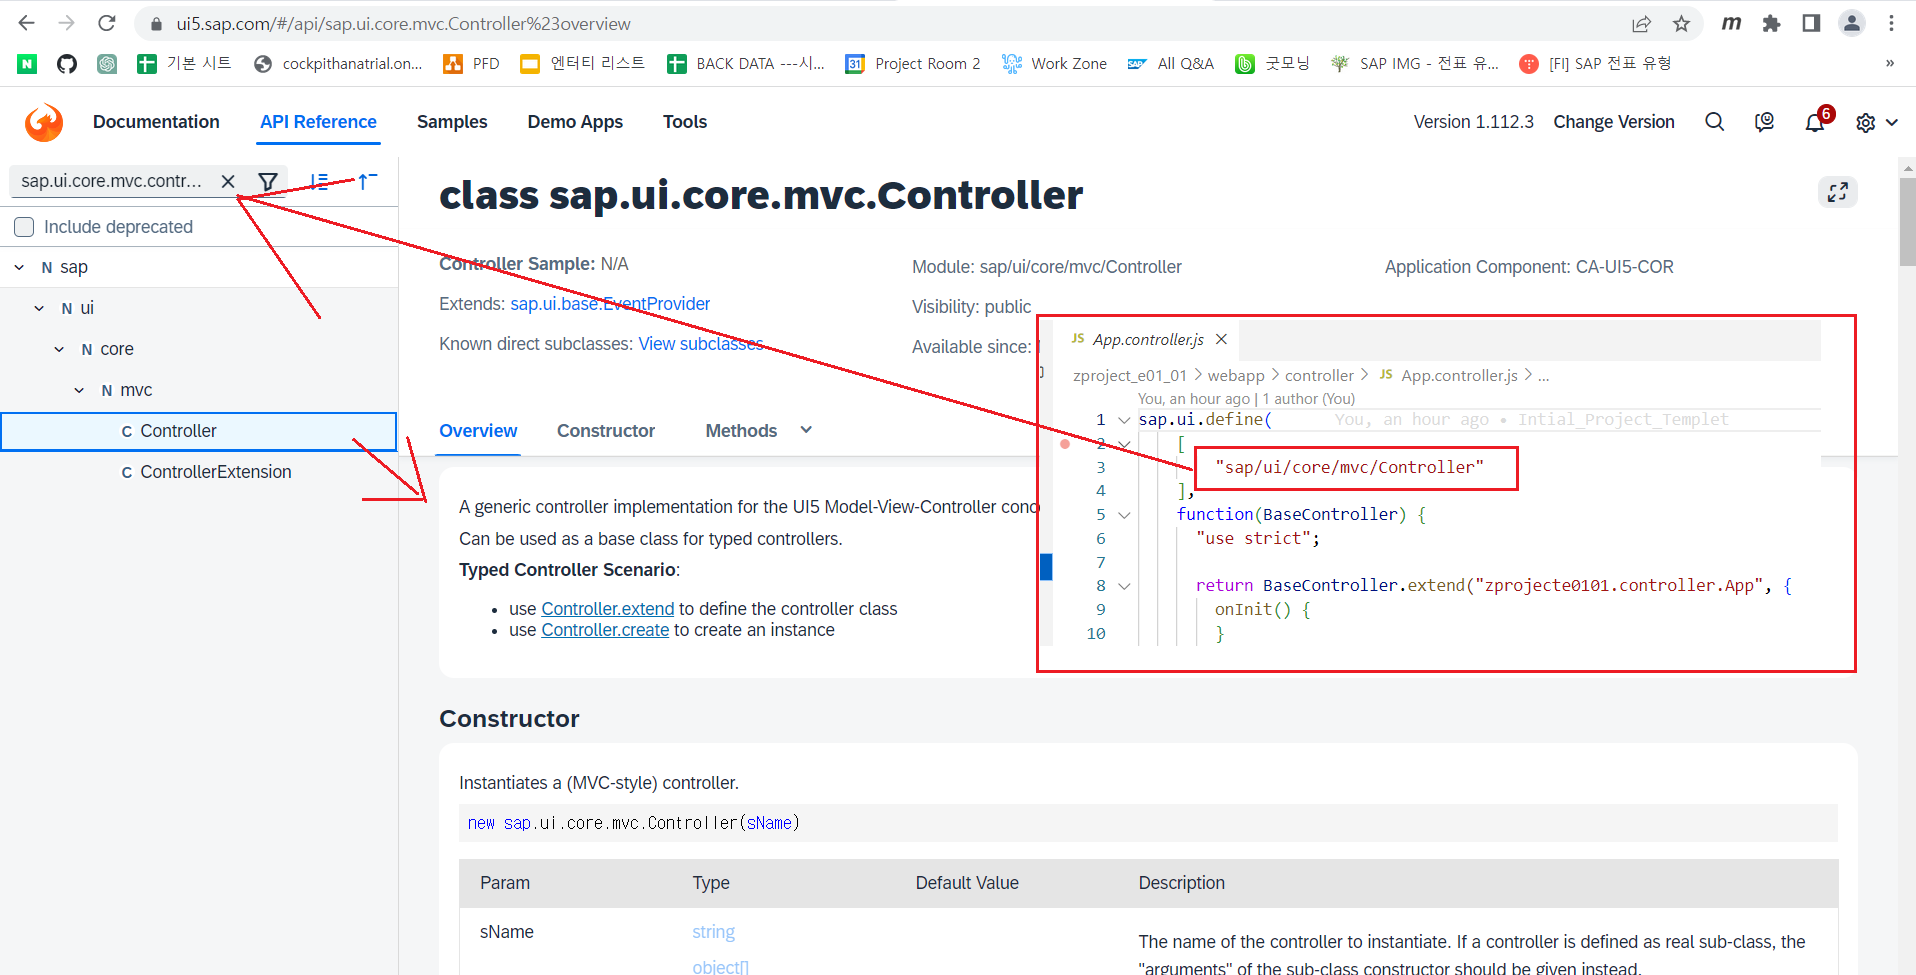 ui5.sap.com/#/api/sap.ui.core.mvc.Controller%23overview
N 기본 시트 cockpithanatrial.on... PFD 엔터티 리스트 BACK DATA ---시... 31 Project Room 2 Work Zone SAP All Q&A 굿모닝 SAP IMG - 전표 유... [FI] SAP 전표 유형 »
Documentation API Reference Samples Demo Apps Tools Version 1.112.3 Change Version 6
sap.ui.core.mvc.contr...
Include deprecated
N sap
N ui
N core
N mvc
C Controller
C ControllerExtension
class sap.ui.core.mvc.Controller
Controller Sample: N/A
Module: sap/ui/core/mvc/Controller
Application Component: CA-UI5-COR
Extends: sap.ui.base.EventProvider
Visibility: public
Known direct subclasses: View subclasses
Available since:
Overview Constructor Methods
A generic controller implementation for the UI5 Model-View-Controller conc
Can be used as a base class for typed controllers.
Typed Controller Scenario:
• use Controller.extend to define the controller class
• use Controller.create to create an instance
JS App.controller.js
zproject_e01_01 > webapp > controller > JS App.controller.js > ...
You, an hour ago | 1 author (You)
1 sap.ui.define( You, an hour ago • Intial_Project_Templet
2 [
3 "sap/ui/core/mvc/Controller"
4 ],
5 function(BaseController) {
6 "use strict";
7
8 return BaseController.extend("zprojecte0101.controller.App", {
9 onInit() {
10 }
Constructor
Instantiates a (MVC-style) controller.
new sap.ui.core.mvc.Controller(sName)
Param Type Default Value Description
sName string
object[]
The name of the controller to instantiate. If a controller is defined as real sub-class, the
"arguments" of the sub-class constructor should be given instead.